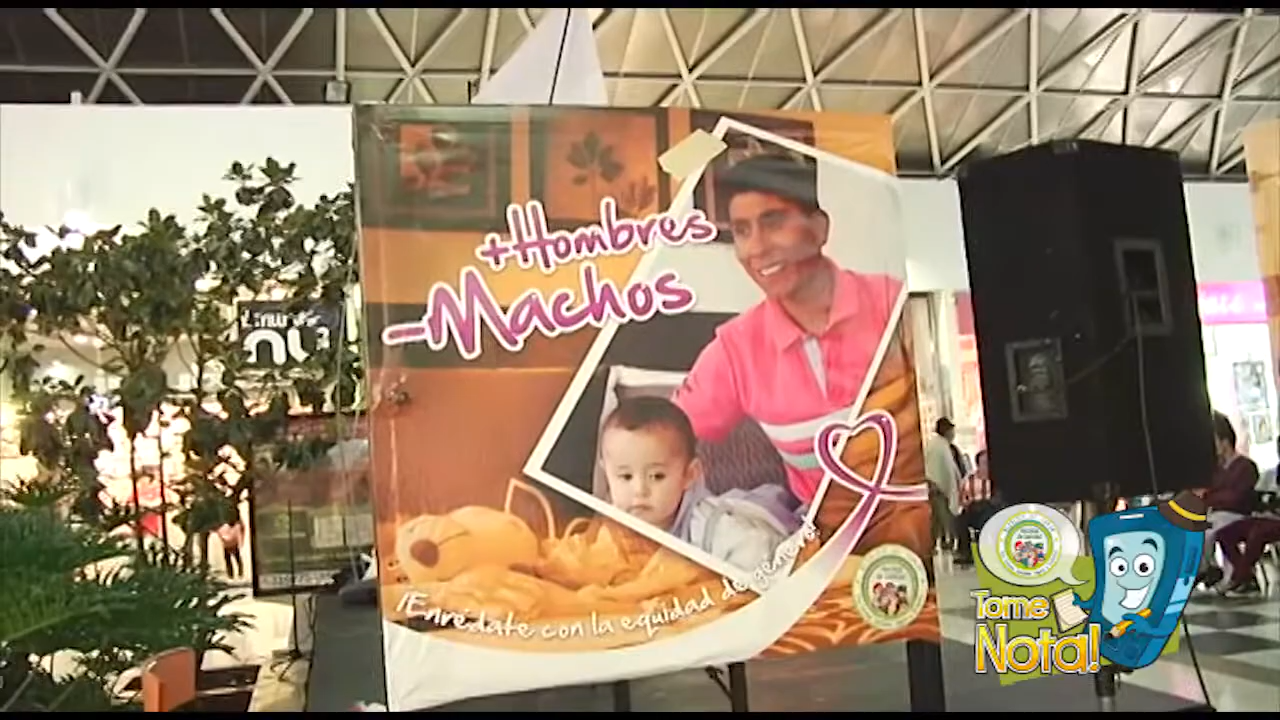 +Hombres
-Machos
¡Enrédate con la equidad de género!
Tome
Nota!